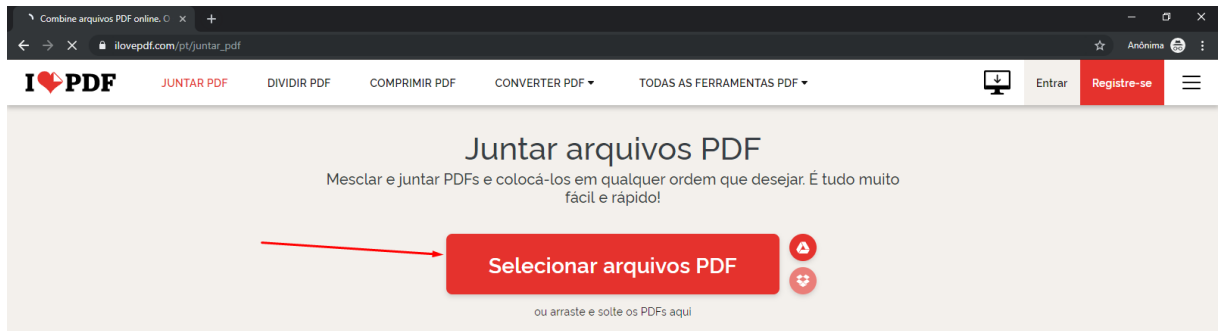 Combine arquivos PDF online. O
ilovepdf.com/pt/juntar_pdf
Anônima
I PDF
JUNTAR PDF
DIVIDIR PDF
COMPRIMIR PDF
CONVERTER PDF
TODAS AS FERRAMENTAS PDF
Entrar
Registre-se
Juntar arquivos PDF
Mesclar e juntar PDFs e colocá-los em qualquer ordem que desejar. É tudo muito
fácil e rápido!
Selecionar arquivos PDF
ou arraste e solte os PDFs aqui